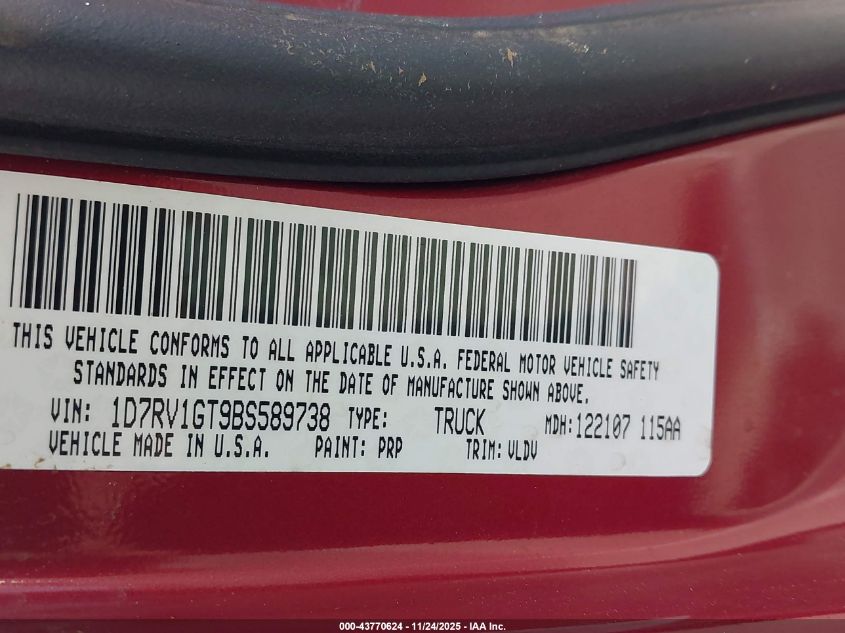 THIS VEHICLE CONFORMS TO ALL APPLICABLE U.S.A. FEDERAL MOTOR VEHICLE SAFETY
STANDARDS IN EFFECT ON THE DATE OF MANUFACTURE SHOWN ABOVE.
VIN: 1D7RV1GT9BS589738 TYPE: TRUCK MDH:122107 115AA
VEHICLE MADE IN U.S.A. PAINT: PRP TRIM: VLDV
000-43770624 - 11/24/2025 - IAA Inc.